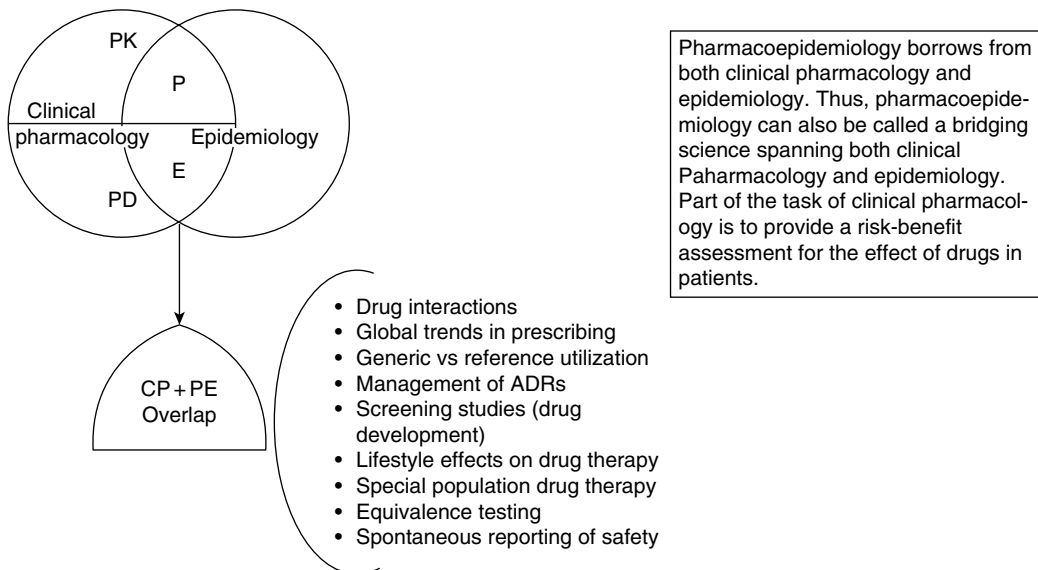 PK
P
Clinical
pharmacology
Epidemiology
E
PD
CP + PE
Overlap
• Drug interactions
• Global trends in prescribing
• Generic vs reference utilization
• Management of ADRs
• Screening studies (drug
development)
• Lifestyle effects on drug therapy
• Special population drug therapy
• Equivalence testing
• Spontaneous reporting of safety
Pharmacoepidemiology borrows from
both clinical pharmacology and
epidemiology. Thus, pharmacoepide-
miology can also be called a bridging
science spanning both clinical
Paharmacology and epidemiology.
Part of the task of clinical pharmacol-
ogy is to provide a risk-benefit
assessment for the effect of drugs in
patients.